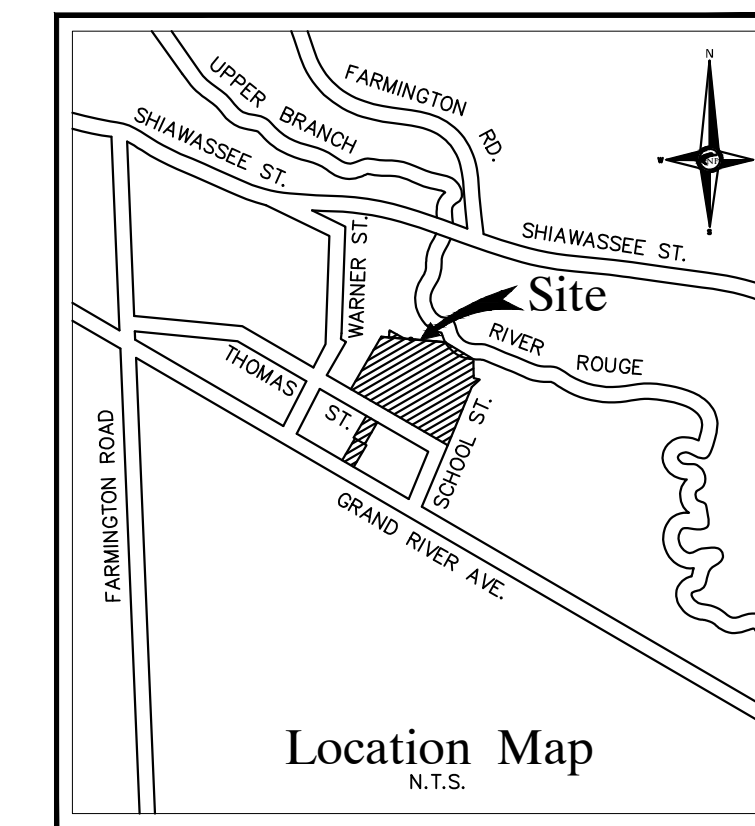 N
UPPER BRANCH
FARMINGTON RD.
SHIAWASSEE ST.
W
NF
S
SHIAWASSEE ST.
WARNER ST.
Site
RIVER ROUGE
THOMAS ST.
SCHOOL ST.
FARMINGTON ROAD
GRAND RIVER AVE.
Location Map
N.T.S.